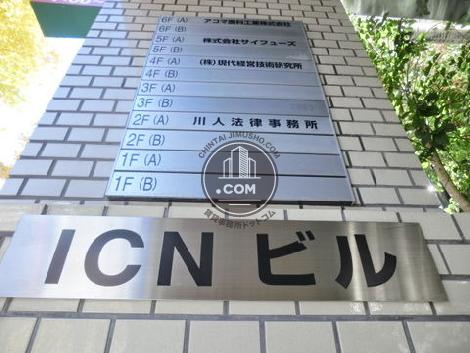 6F (A) アコマ医科工業株式会社
6F (B)
5F (A) 株式会社サイフューズ
5F (B)
4F (A) (株)現代経営技術研究所
4F (B)
3F (A)
3F (B)
2F (A) 川人法律事務所
2F (B)
1F (A)
1F (B)
CHINTAI JIMUSHO.COM
.COM
賃貸事務所ドットコム
ICN ビル